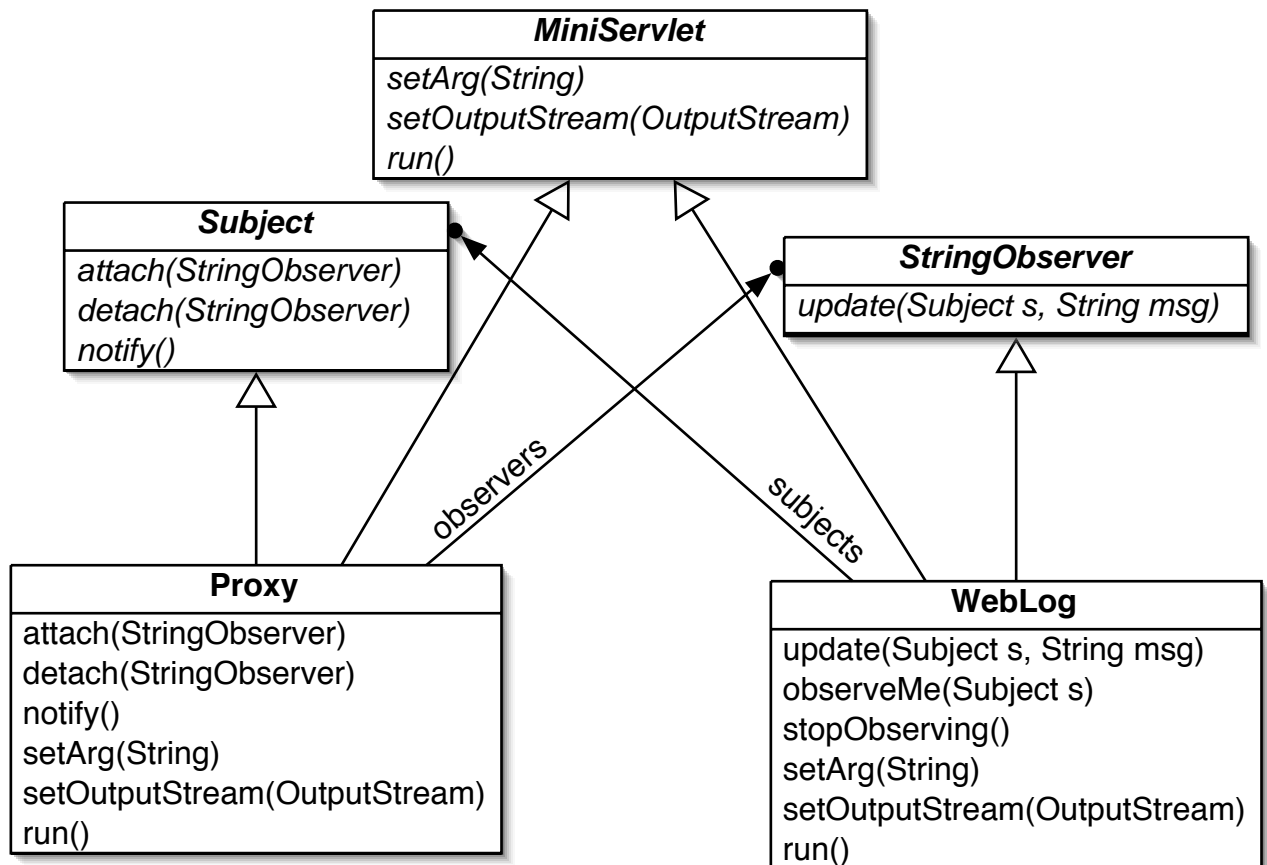 MiniServlet
setArg(String)
setOutputStream(OutputStream)
run()
Subject
attach(StringObserver)
detach(StringObserver)
notify()
StringObserver
update(Subject s, String msg)
observers
subjects
Proxy
attach(StringObserver)
detach(StringObserver)
notify()
setArg(String)
setOutputStream(OutputStream)
run()
WebLog
update(Subject s, String msg)
observeMe(Subject s)
stopObserving()
setArg(String)
setOutputStream(OutputStream)
run()